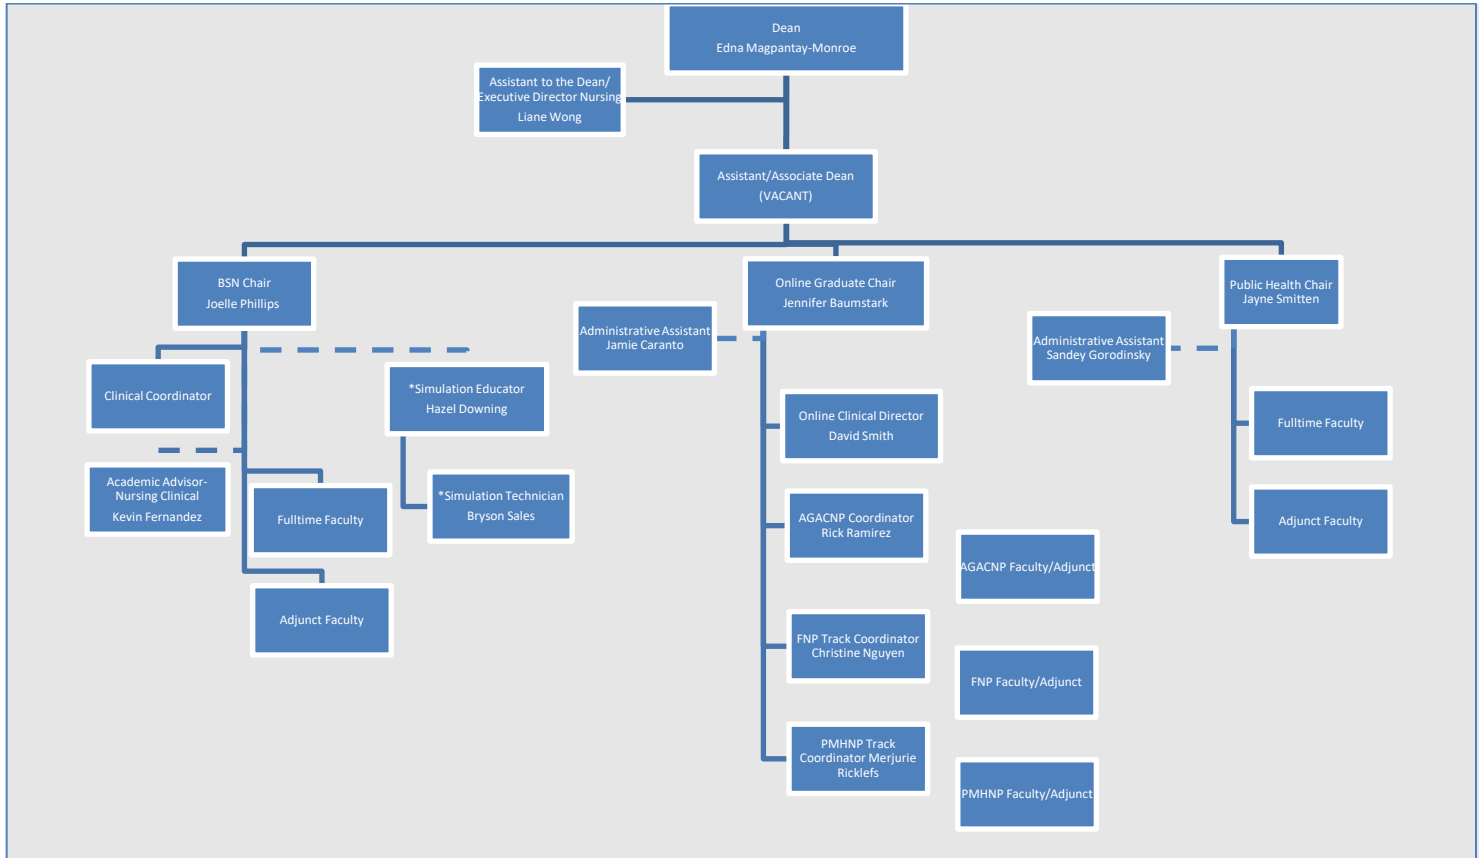 Dean
Edna Magpantay-Monroe
Assistant to the Dean/
Executive Director Nursing
Liane Wong
Assistant/Associate Dean
(VACANT)
BSN Chair
Joelle Phillips
Online Graduate Chair
Jennifer Baumstark
Public Health Chair
Jayne Smitten
Administrative Assistant
Jamie Caranto
Administrative Assistant
Sandey Gorodinsky
Clinical Coordinator
*Simulation Educator
Hazel Downing
Online Clinical Director
David Smith
Fulltime Faculty
Academic Advisor-
Nursing Clinical
Kevin Fernandez
Fulltime Faculty
*Simulation Technician
Bryson Sales
AGACNP Coordinator
Rick Ramirez
Adjunct Faculty
AGACNP Faculty/Adjunct
Adjunct Faculty
FNP Track Coordinator
Christine Nguyen
FNP Faculty/Adjunct
PMHNP Track
Coordinator Merjurie
Ricklefs
PMHNP Faculty/Adjunct